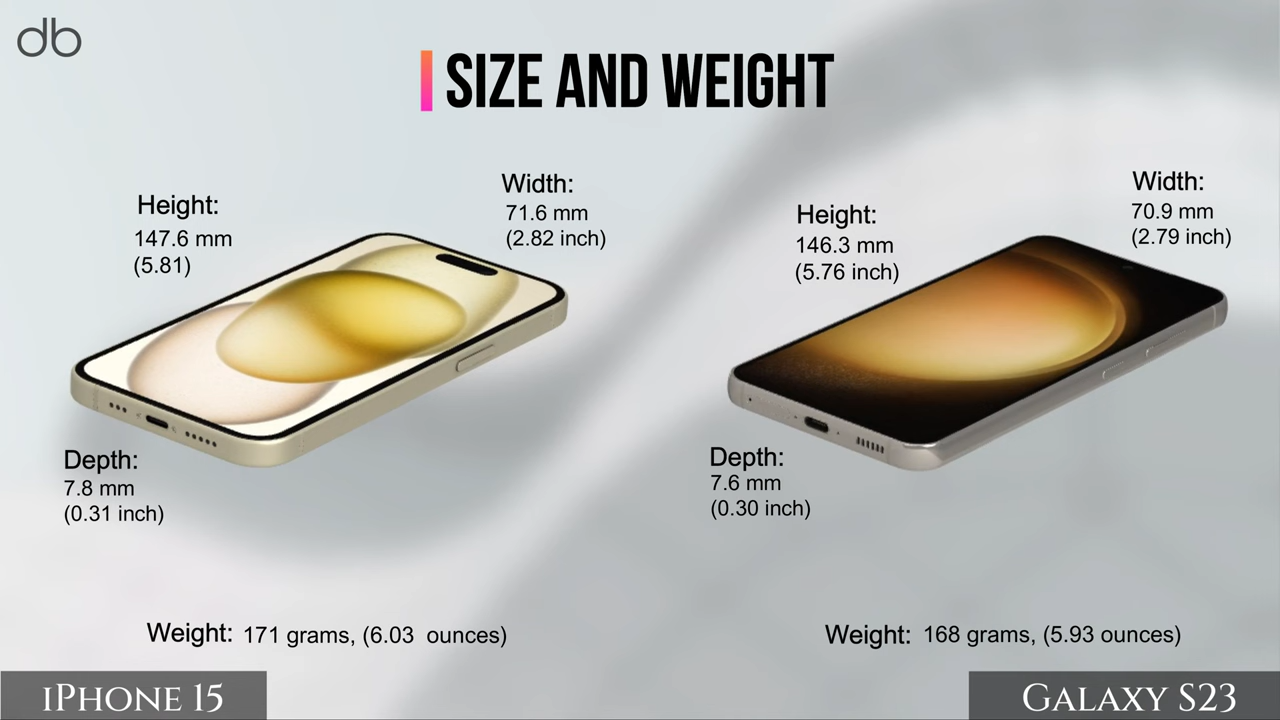 db
SIZE AND WEIGHT
Height:
147.6 mm
(5.81)
Width:
71.6 mm
(2.82 inch)
Depth:
7.8 mm
(0.31 inch)
Weight: 171 grams, (6.03 ounces)
iPhone 15
Height:
146.3 mm
(5.76 inch)
Width:
70.9 mm
(2.79 inch)
Depth:
7.6 mm
(0.30 inch)
Weight: 168 grams, (5.93 ounces)
Galaxy S23